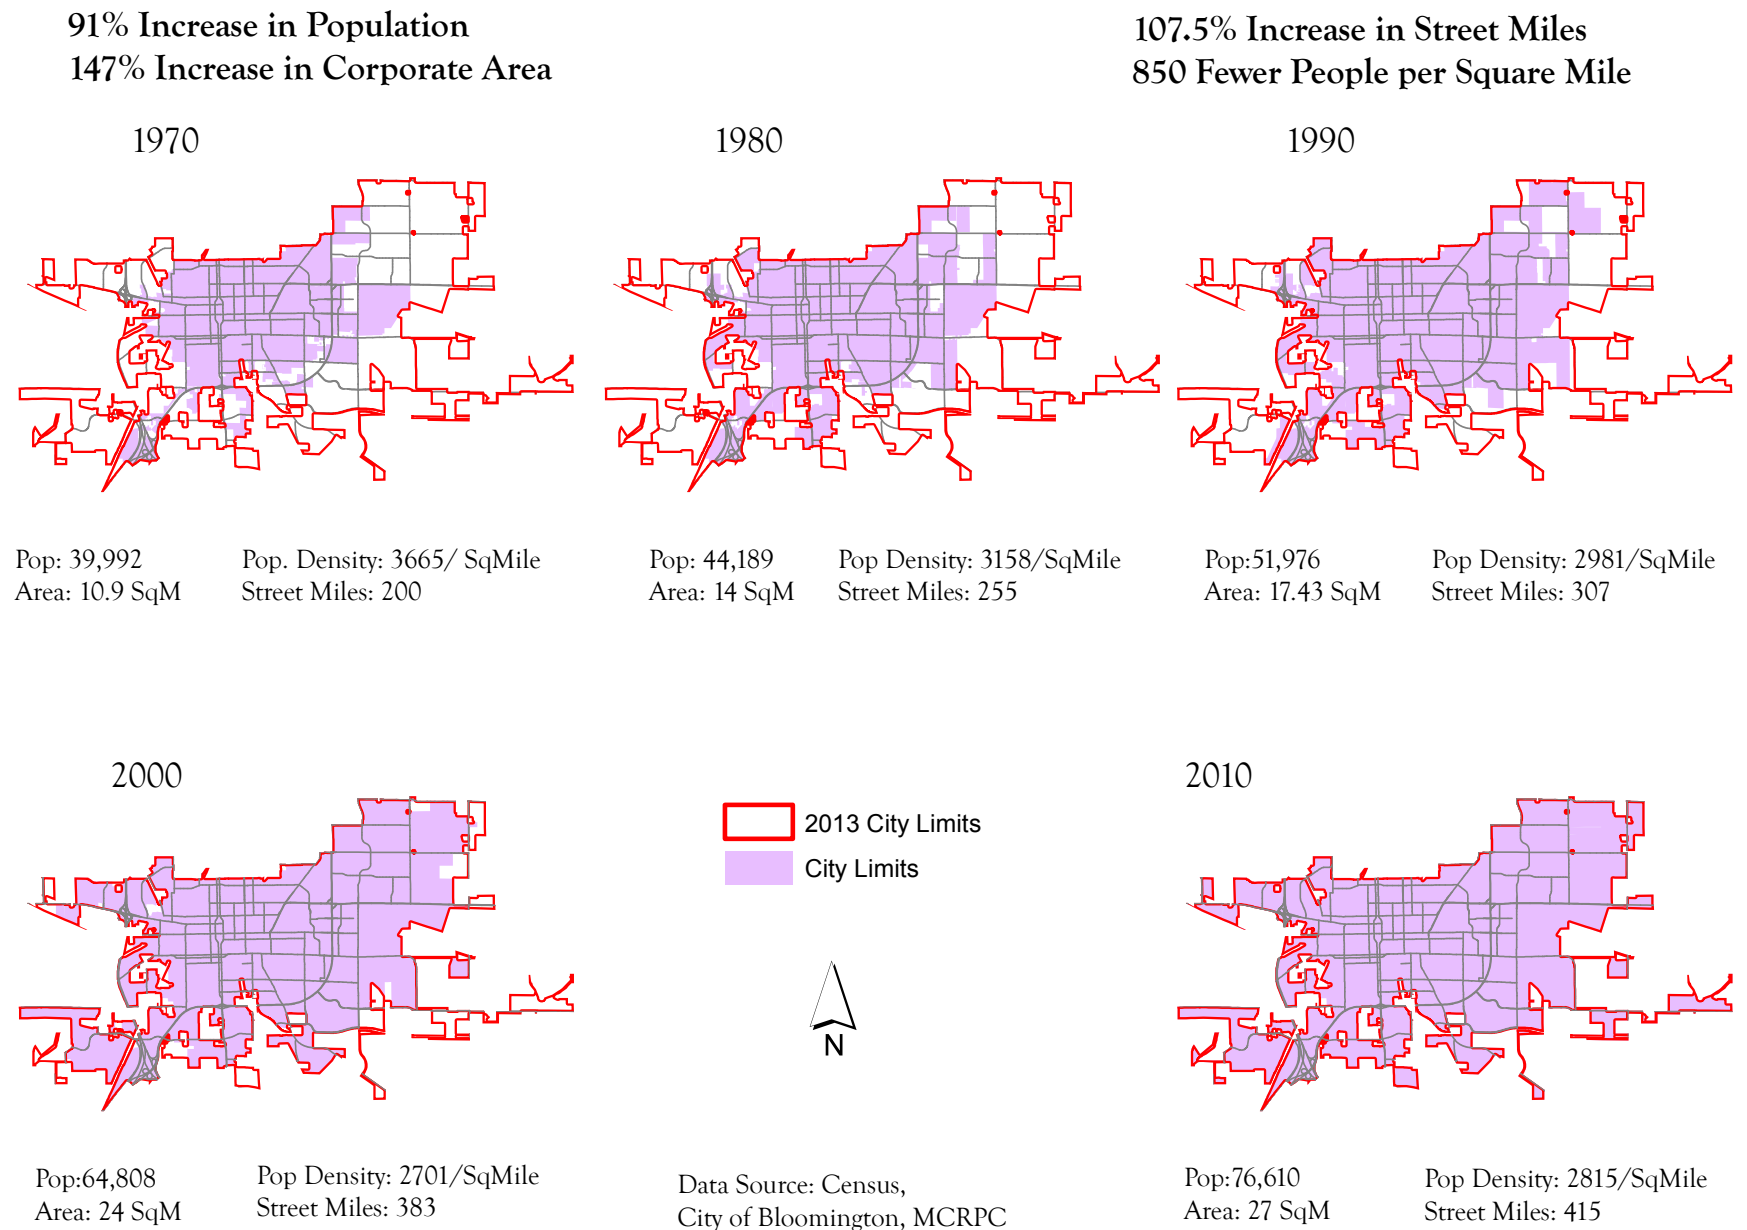 91% Increase in Population
147% Increase in Corporate Area
107.5% Increase in Street Miles
850 Fewer People per Square Mile
1970
1980
1990
Pop: 39,992
Area: 10.9 SqM
Pop. Density: 3665/ SqMile
Street Miles: 200
Pop: 44,189
Area: 14 SqM
Pop Density: 3158/SqMile
Street Miles: 255
Pop:51,976
Area: 17.43 SqM
Pop Density: 2981/SqMile
Street Miles: 307
2000
2010
2013 City Limits
City Limits
N
Pop:64,808
Area: 24 SqM
Pop Density: 2701/SqMile
Street Miles: 383
Data Source: Census,
City of Bloomington, MCRPC
Pop:76,610
Area: 27 SqM
Pop Density: 2815/SqMile
Street Miles: 415